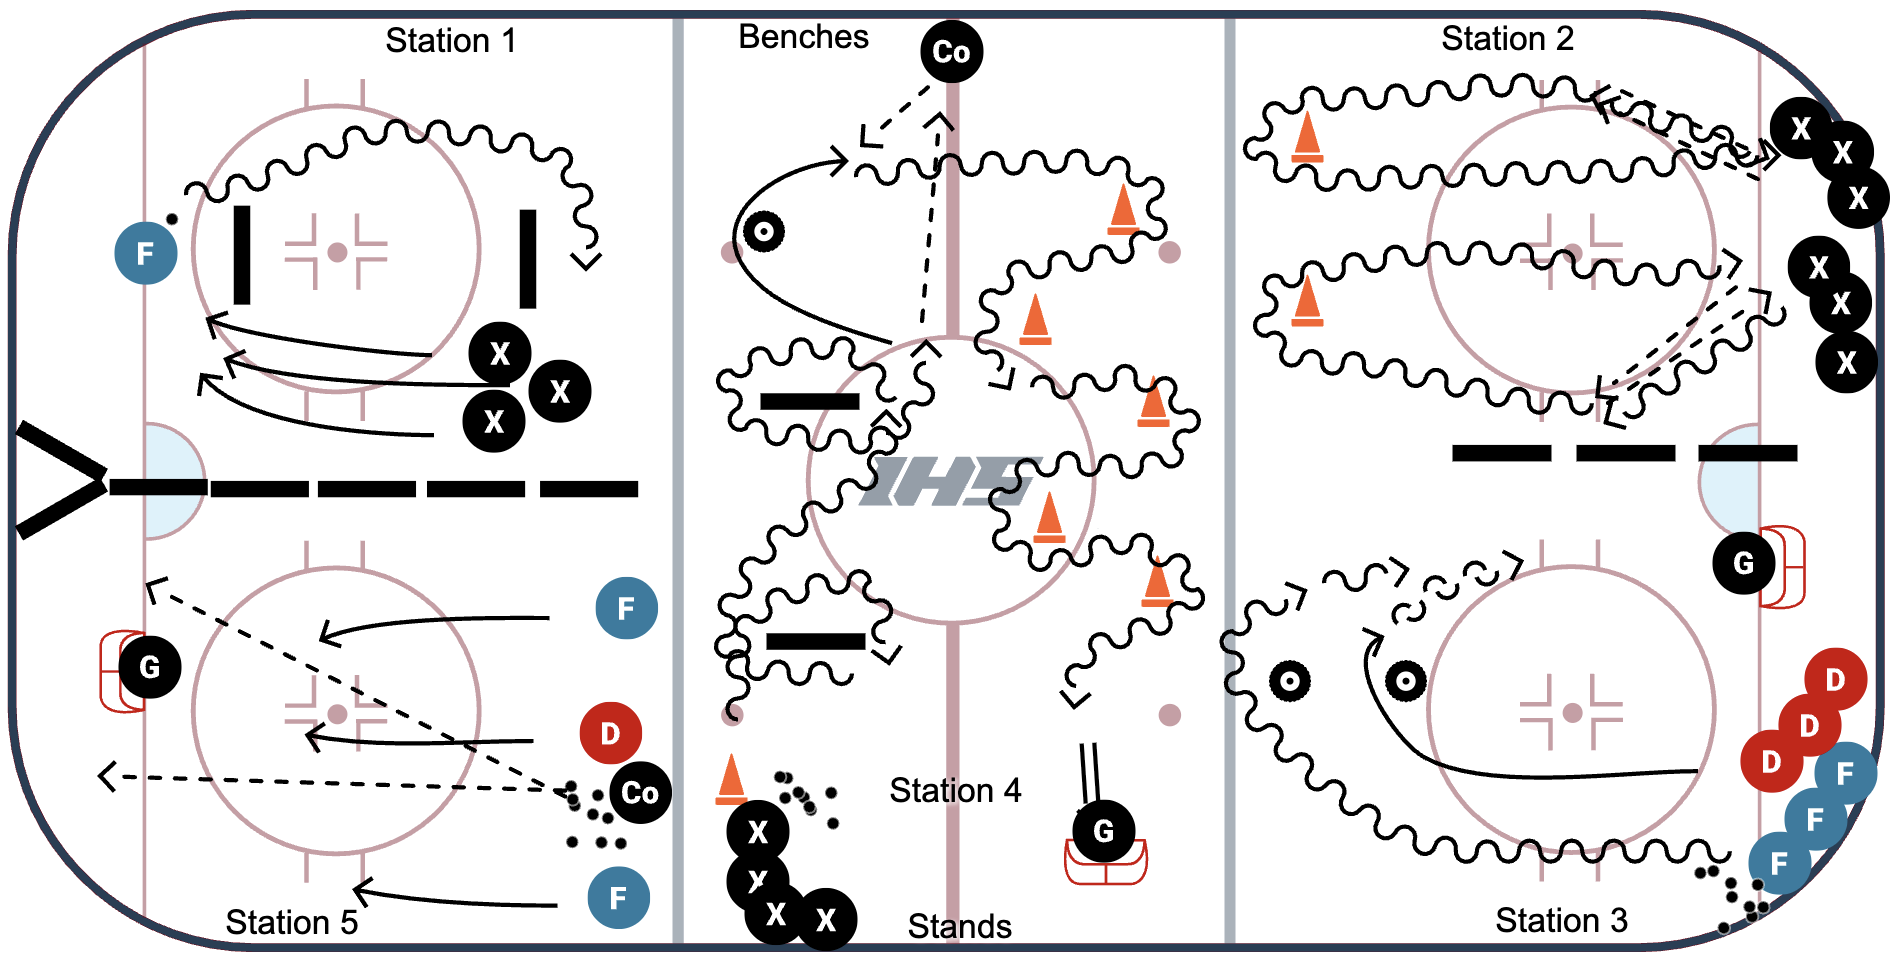 Station 1
Benches
Co
Station 2
X
X
X
F
X
X
X
X
X
X
IHS
G
F
G
D
D
D
F
Co
Station 4
X
G
F
F
X
X
X
F
Station 5
Stands
Station 3